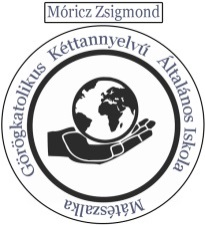 Móricz Zsigmond
Görögkatolikus Kéttannyelvű Általános Iskola
Mátészalka